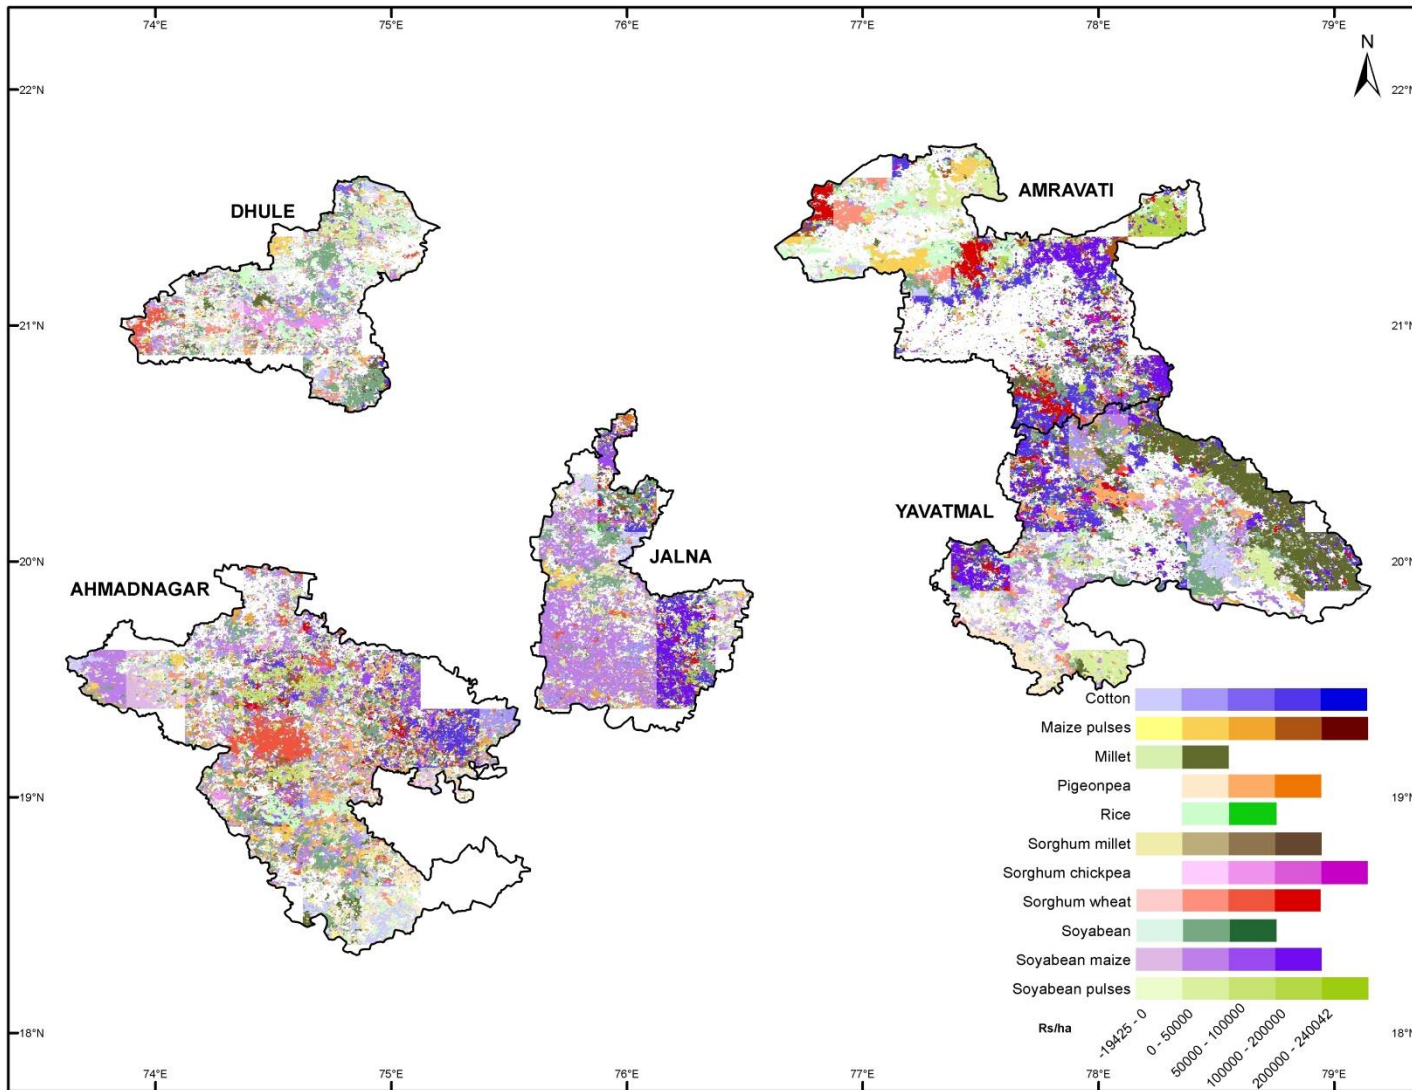 74°E 75°E 76°E 77°E 78°E 79°E
N
22°N 22°N
AMRAVATI
DHULE
21°N 21°N
YAVATMAL
20°N JALNA 20°N
AHMADNAGAR
Cotton
Maize pulses
Millet
19°N Pigeonpea 19°N
Rice
Sorghum millet
Sorghum chickpea
Sorghum wheat
Soyabean
Soyabean maize
Soyabean pulses
18°N Rs/ha -19425 - 0 0 - 50000 50000 - 100000 100000 - 200000 200000 - 240042 18°N
74°E 75°E 76°E 77°E 78°E 79°E